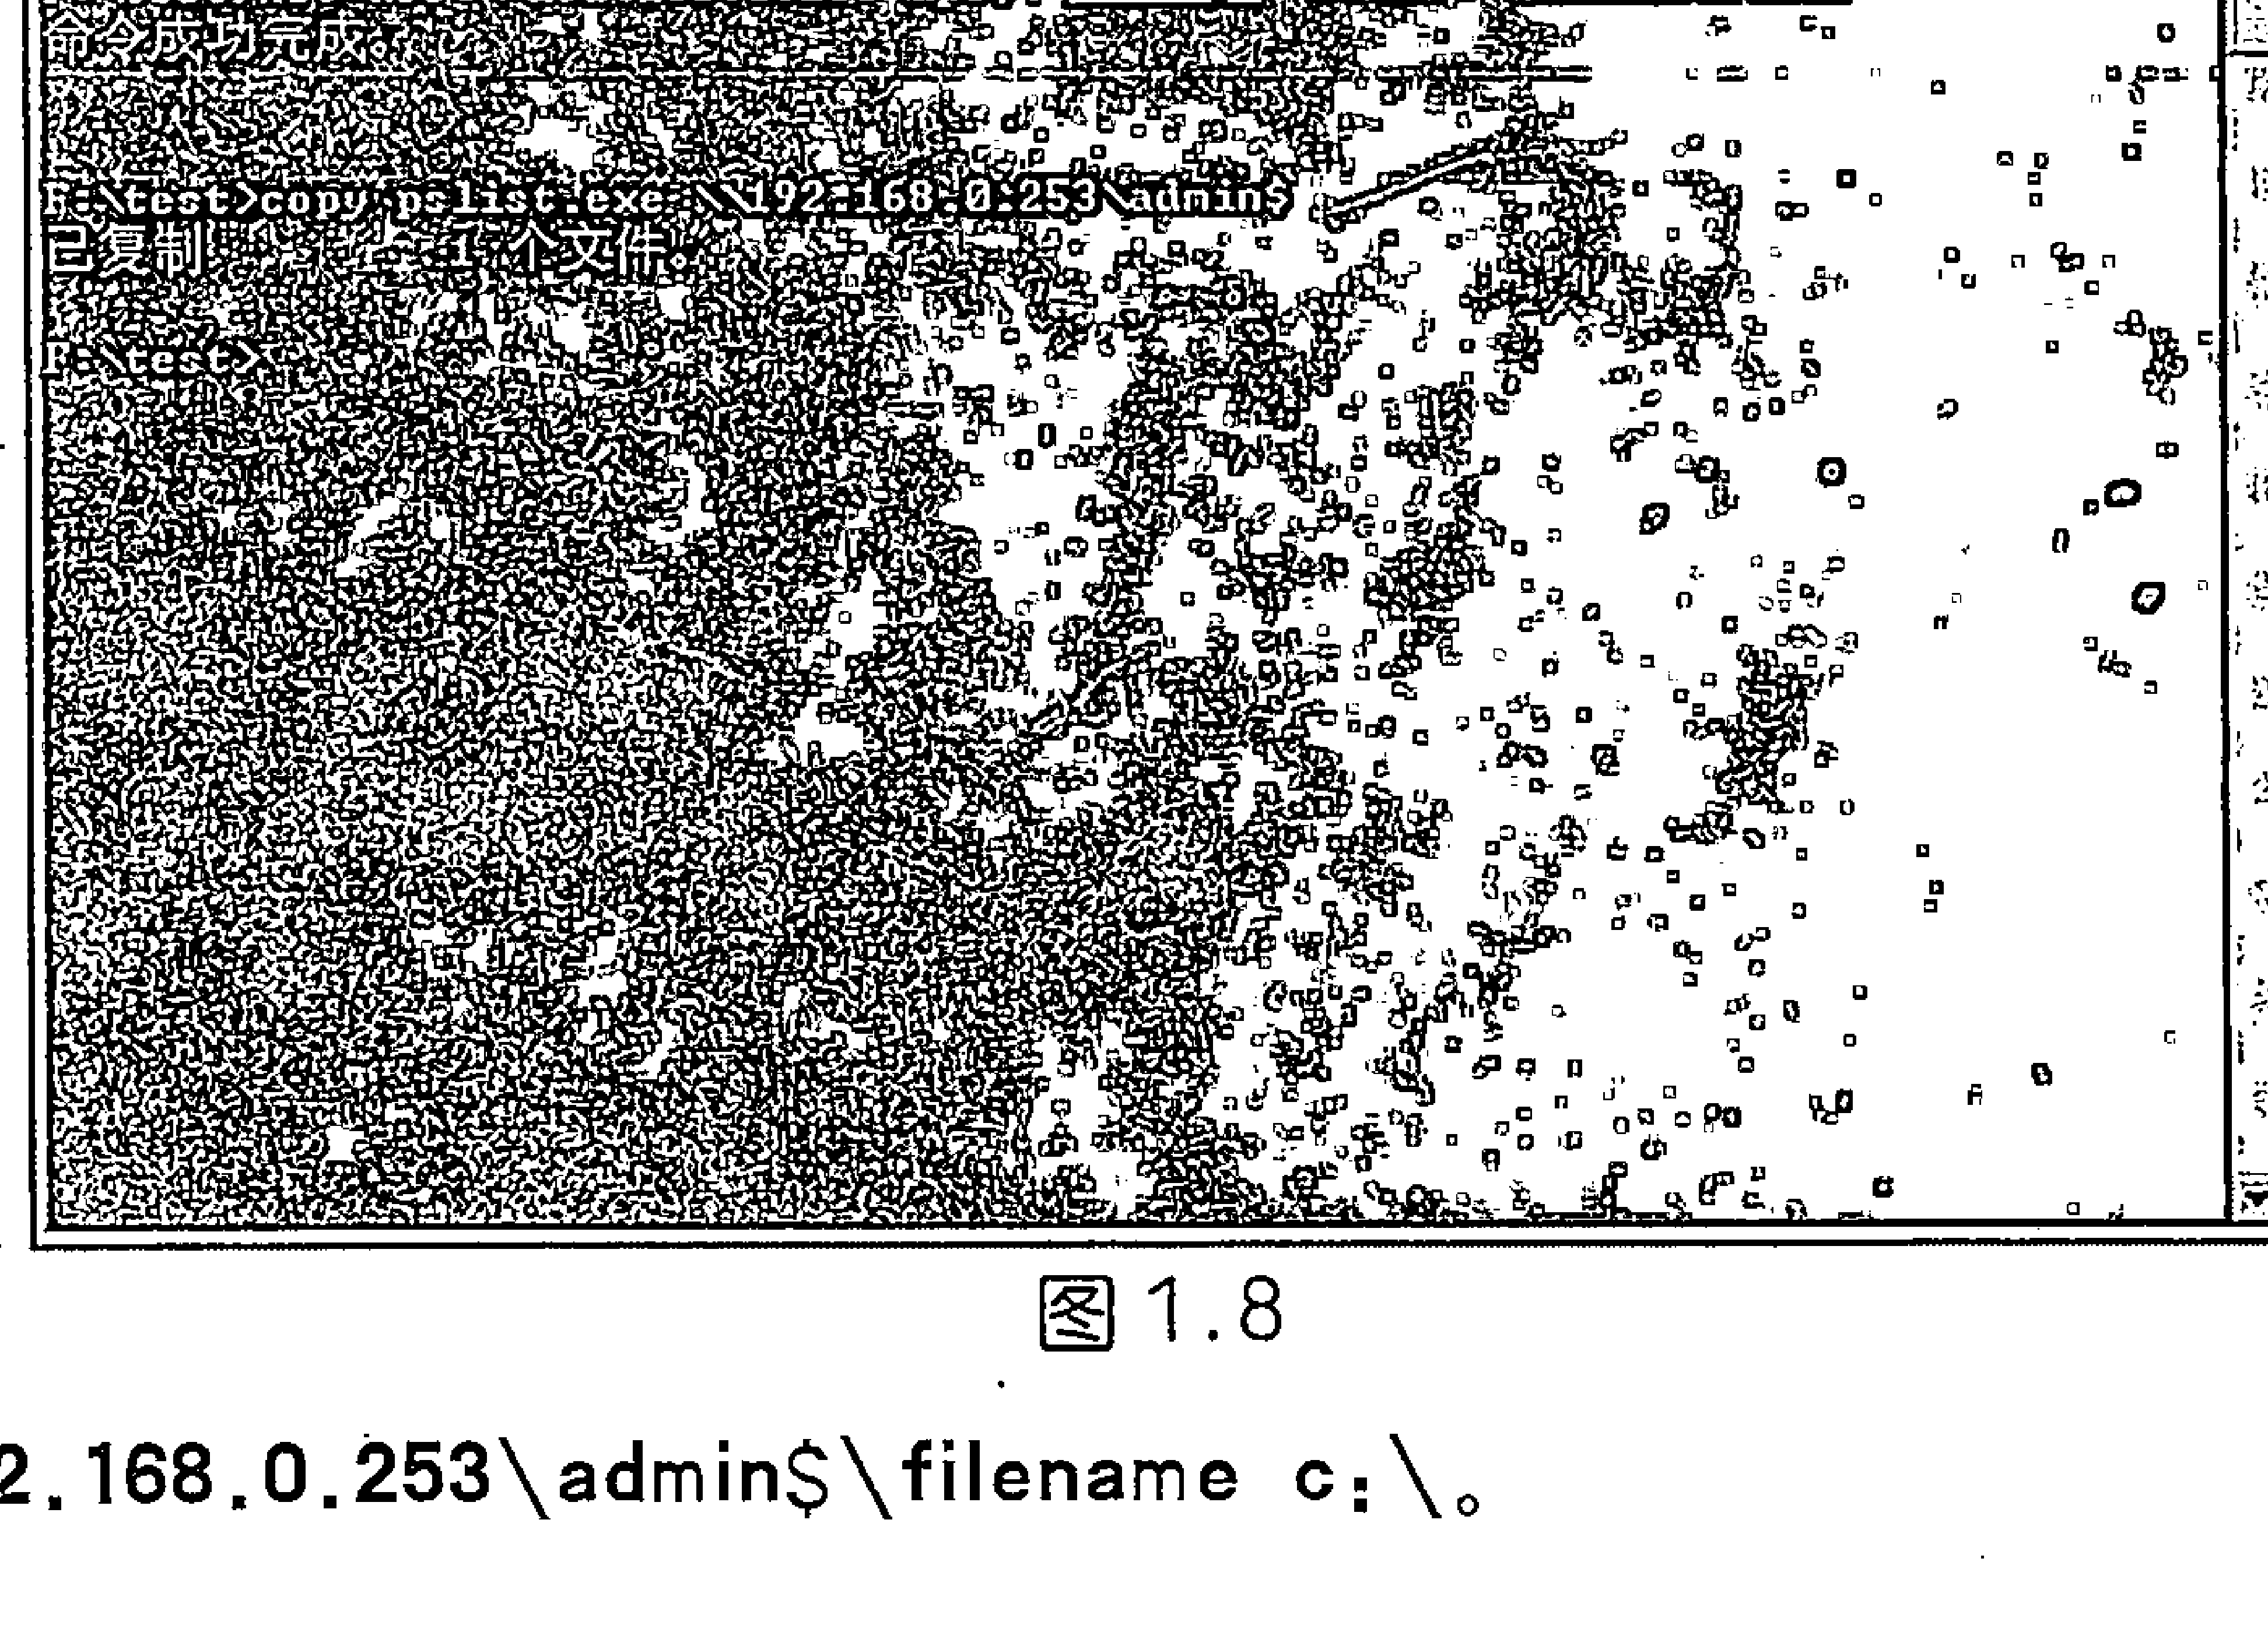 命令成功完成。
F:\test>copy pslist.exe \\192.168.0.253\admin$
已复制 1 个文件。
F:\test>
图 1.8
2.168.0.253\admin$\filename c:\。